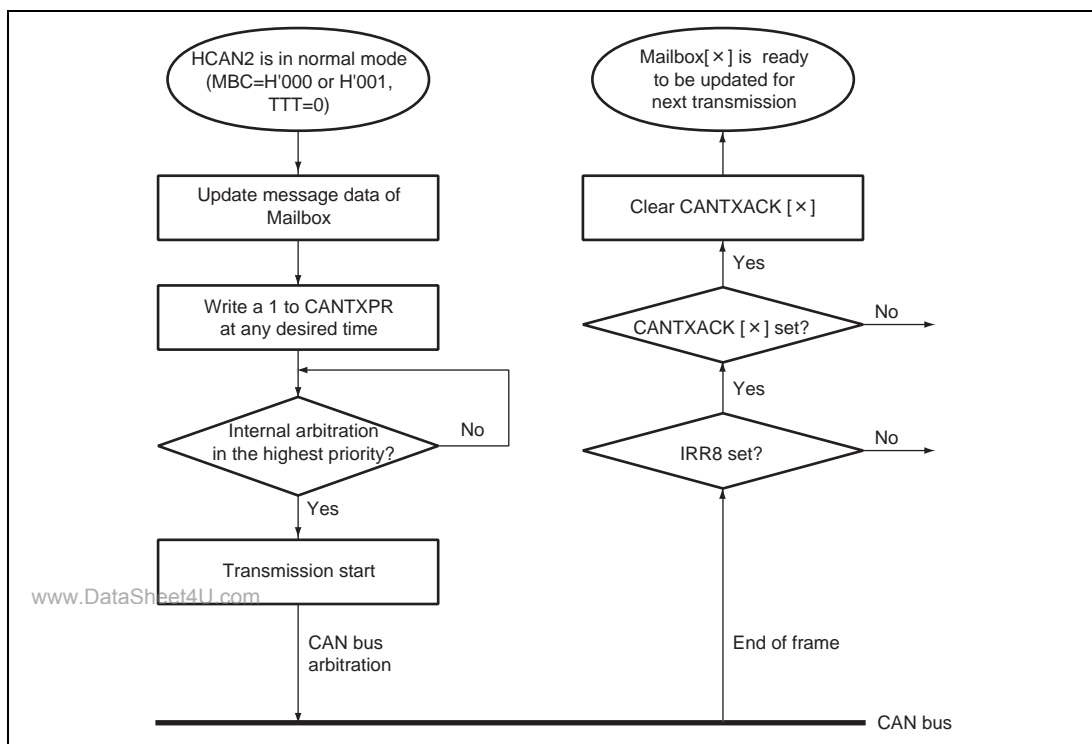 HCAN2 is in normal mode
(MBC=H'000 or H'001,
TTT=0)
Update message data of
Mailbox
Write a 1 to CANTXPR
at any desired time
Internal arbitration
in the highest priority?
No
Yes
Transmission start
www.DataSheet4U.com
CAN bus
arbitration
Mailbox[×] is ready
to be updated for
next transmission
Clear CANTXACK [×]
Yes
CANTXACK [×] set?
No
Yes
IRR8 set?
No
End of frame
CAN bus